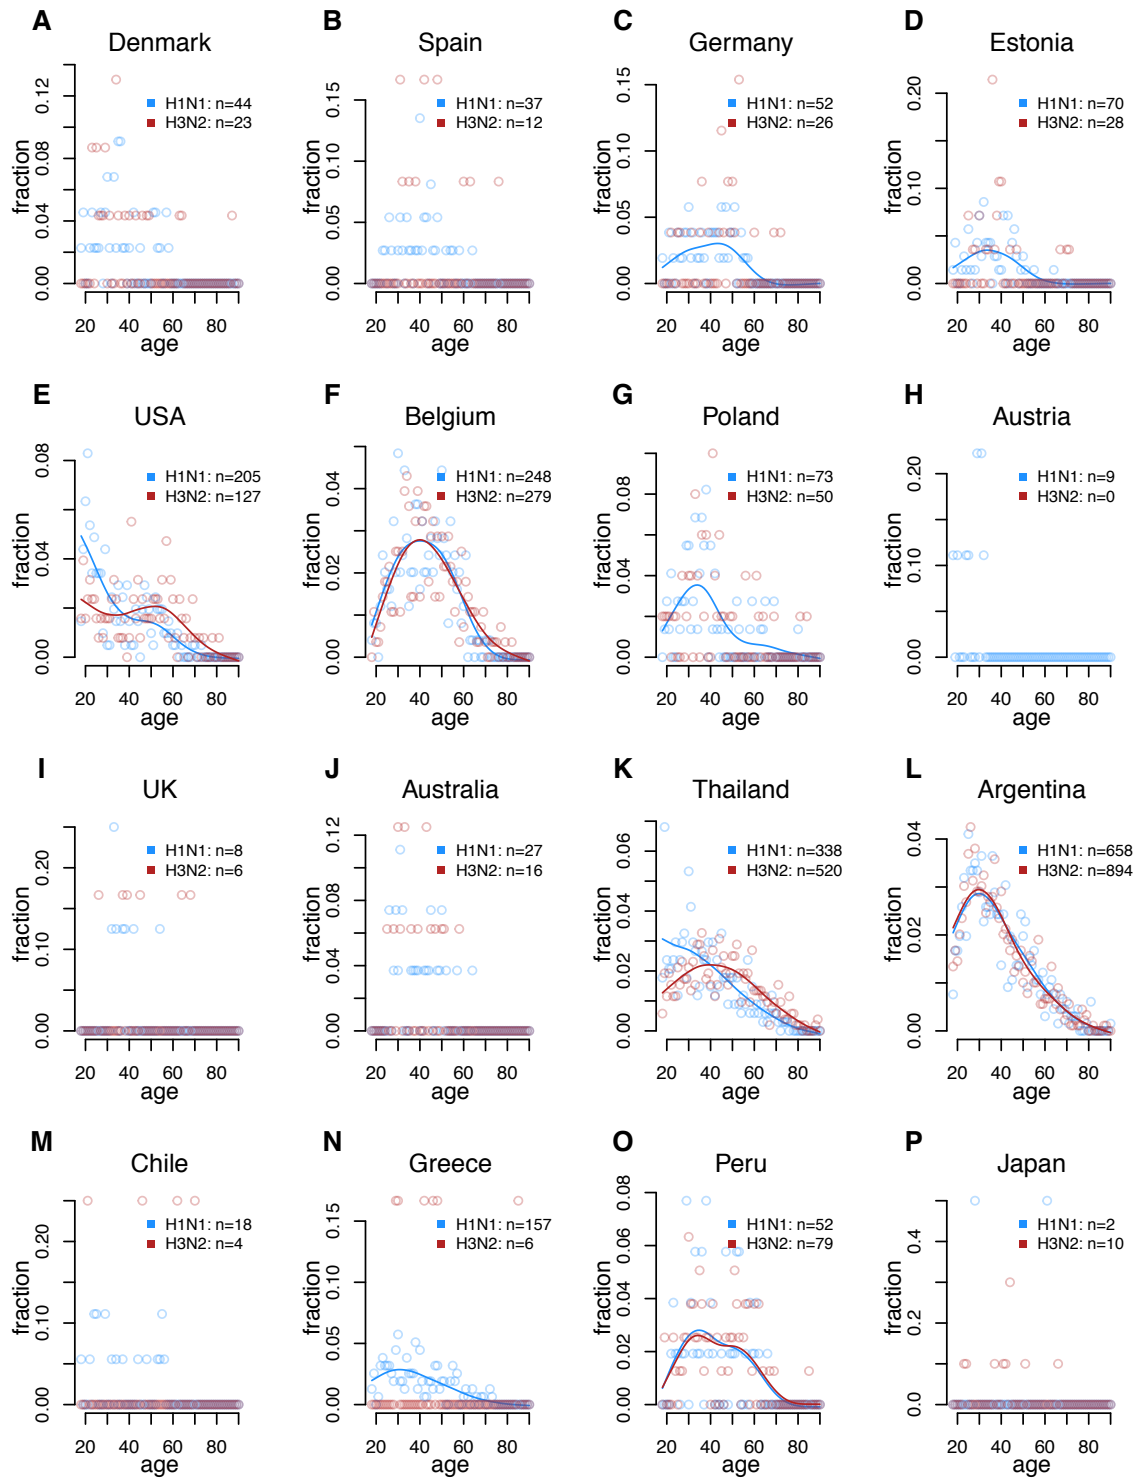 A
Denmark
0.00 0.04 0.08 0.12
fraction
H1N1: n=44
H3N2: n=23
20 40 60 80
age
B
Spain
0.00 0.05 0.10 0.15
fraction
H1N1: n=37
H3N2: n=12
20 40 60 80
age
C
Germany
0.00 0.05 0.10 0.15
fraction
H1N1: n=52
H3N2: n=26
20 40 60 80
age
D
Estonia
0.00 0.10 0.20
fraction
H1N1: n=70
H3N2: n=28
20 40 60 80
age
E
USA
0.00 0.04 0.08
fraction
H1N1: n=205
H3N2: n=127
20 40 60 80
age
F
Belgium
0.00 0.02 0.04
fraction
H1N1: n=248
H3N2: n=279
20 40 60 80
age
G
Poland
0.00 0.04 0.08
fraction
H1N1: n=73
H3N2: n=50
20 40 60 80
age
H
Austria
0.00 0.10 0.20
fraction
H1N1: n=9
H3N2: n=0
20 40 60 80
age
I
UK
0.00 0.10 0.20
fraction
H1N1: n=8
H3N2: n=6
20 40 60 80
age
J
Australia
0.00 0.04 0.08 0.12
fraction
H1N1: n=27
H3N2: n=16
20 40 60 80
age
K
Thailand
0.00 0.02 0.04 0.06
fraction
H1N1: n=338
H3N2: n=520
20 40 60 80
age
L
Argentina
0.00 0.02 0.04
fraction
H1N1: n=658
H3N2: n=894
20 40 60 80
age
M
Chile
0.00 0.10 0.20
fraction
H1N1: n=18
H3N2: n=4
20 40 60 80
age
N
Greece
0.00 0.05 0.10 0.15
fraction
H1N1: n=157
H3N2: n=6
20 40 60 80
age
O
Peru
0.00 0.02 0.04 0.06 0.08
fraction
H1N1: n=52
H3N2: n=79
20 40 60 80
age
P
Japan
0.0 0.2 0.4
fraction
H1N1: n=2
H3N2: n=10
20 40 60 80
age